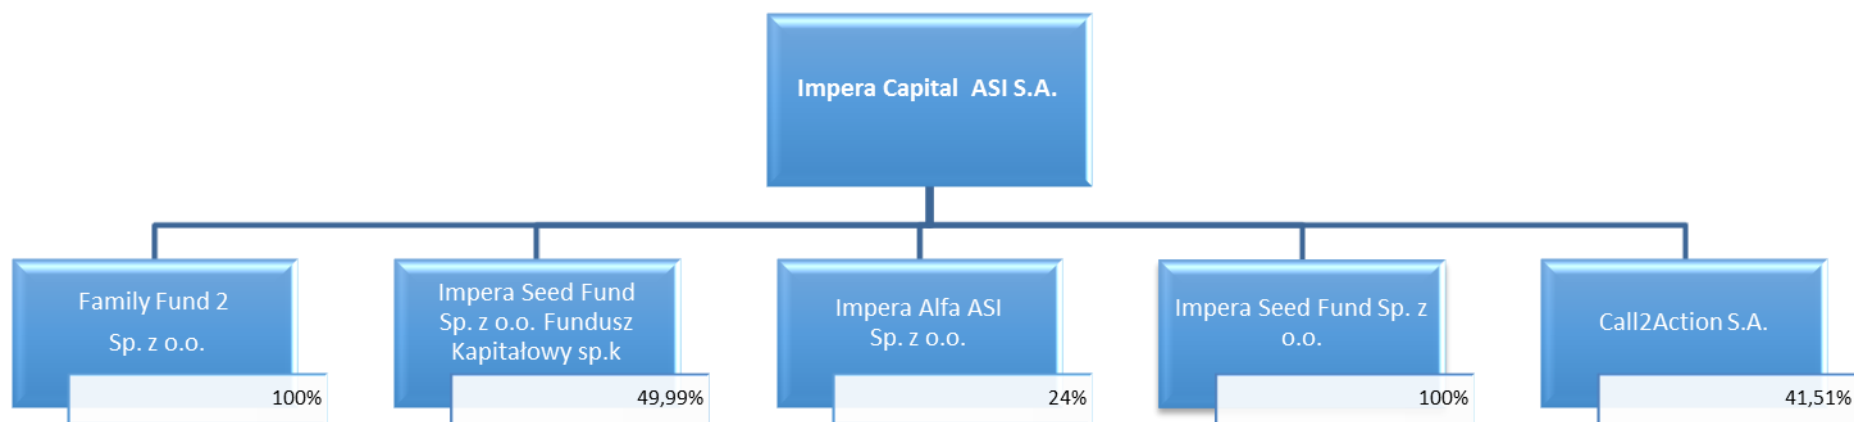 Impera Capital  ASI S.A.
Family Fund 2
Sp. z o.o.
100%
Impera Seed Fund
Sp. z o.o. Fundusz
Kapitałowy sp.k
49,99%
Impera Alfa ASI
Sp. z o.o.
24%
Impera Seed Fund Sp. z
o.o.
100%
Call2Action S.A.
41,51%